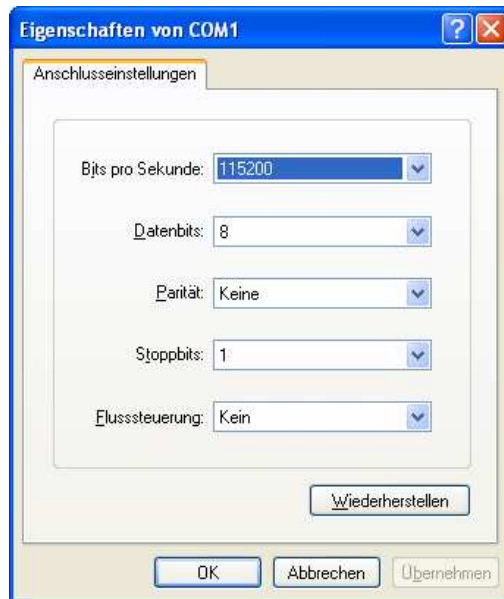 Eigenschaften von COM1
Anschlusseinstellungen
Bits pro Sekunde: 115200
Datenbits: 8
Parität: Keine
Stoppbits: 1
Flusssteuerung: Kein
Wiederherstellen
OK Abbrechen Übernehmen